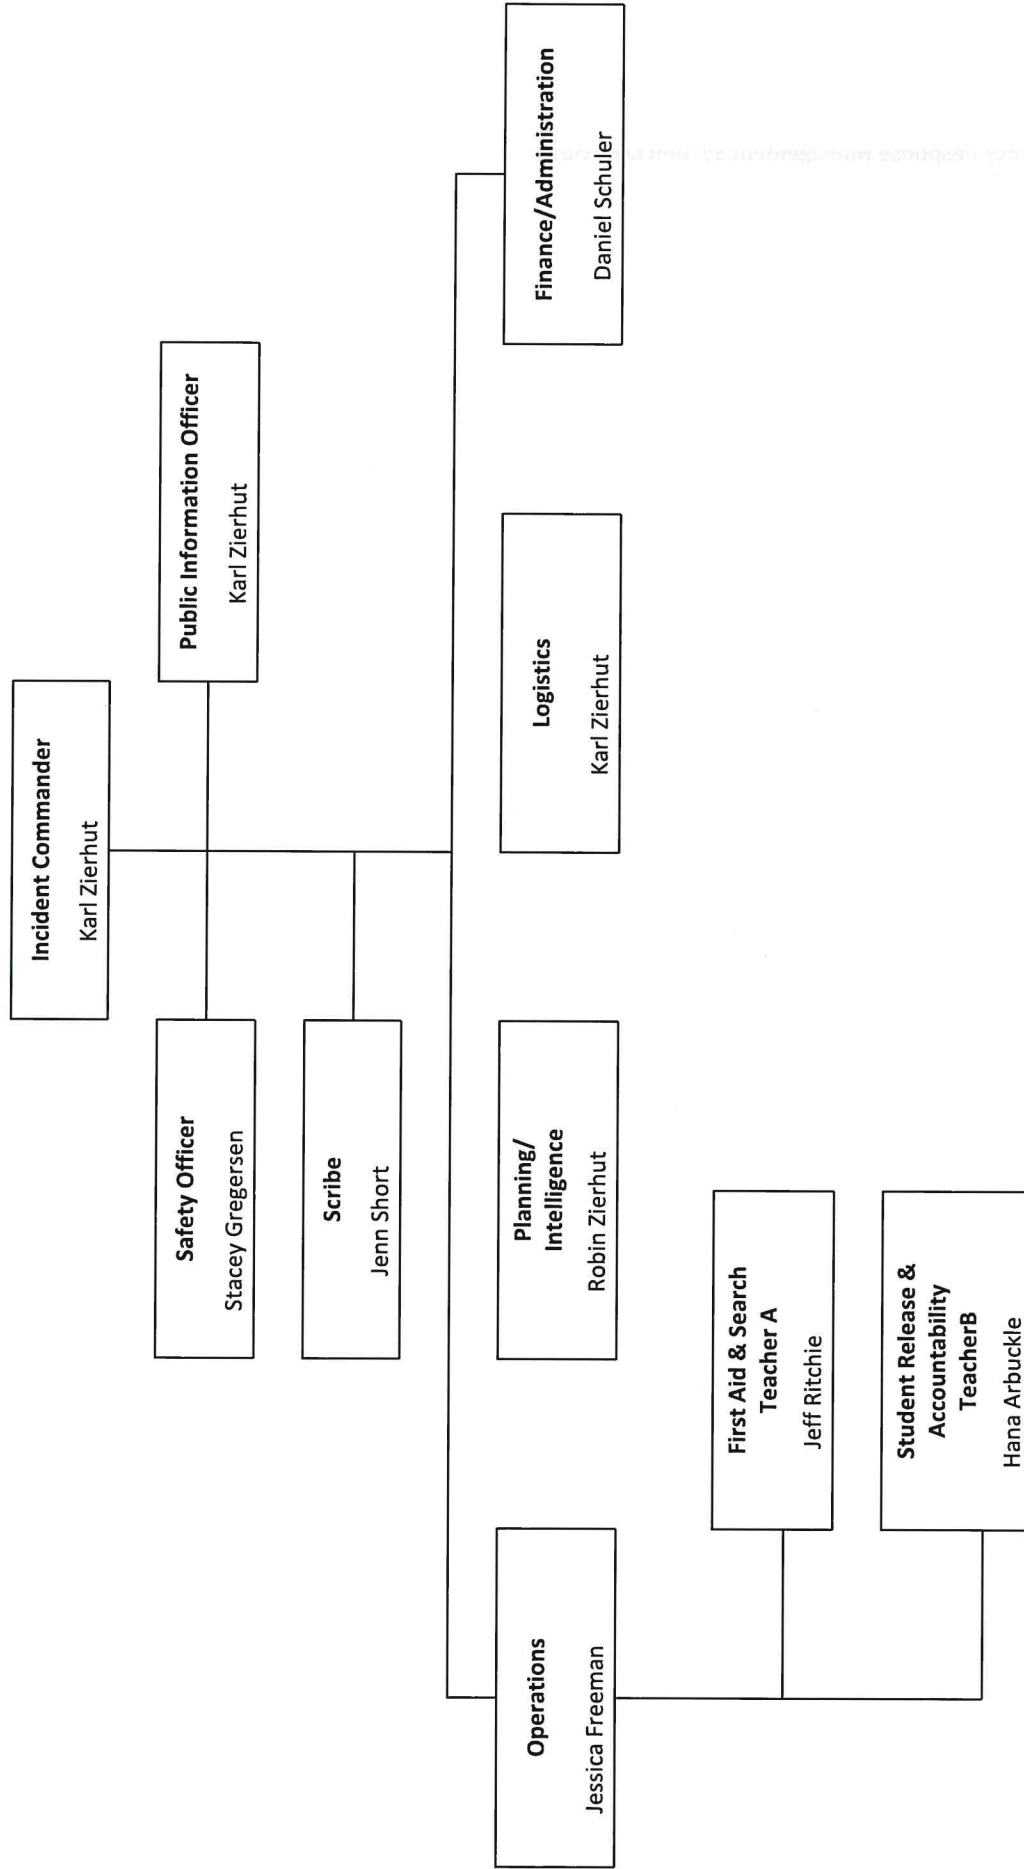 Incident Commander
Karl Zierhut
Safety Officer
Stacey Gregersen
Public Information Officer
Karl Zierhut
Scribe
Jenn Short
Operations
Jessica Freeman
Planning/
Intelligence
Robin Zierhut
Logistics
Karl Zierhut
Finance/Administration
Daniel Schuler
First Aid & Search
Teacher A
Jeff Ritchie
Student Release &
Accountability
TeacherB
Hana Arbuckle